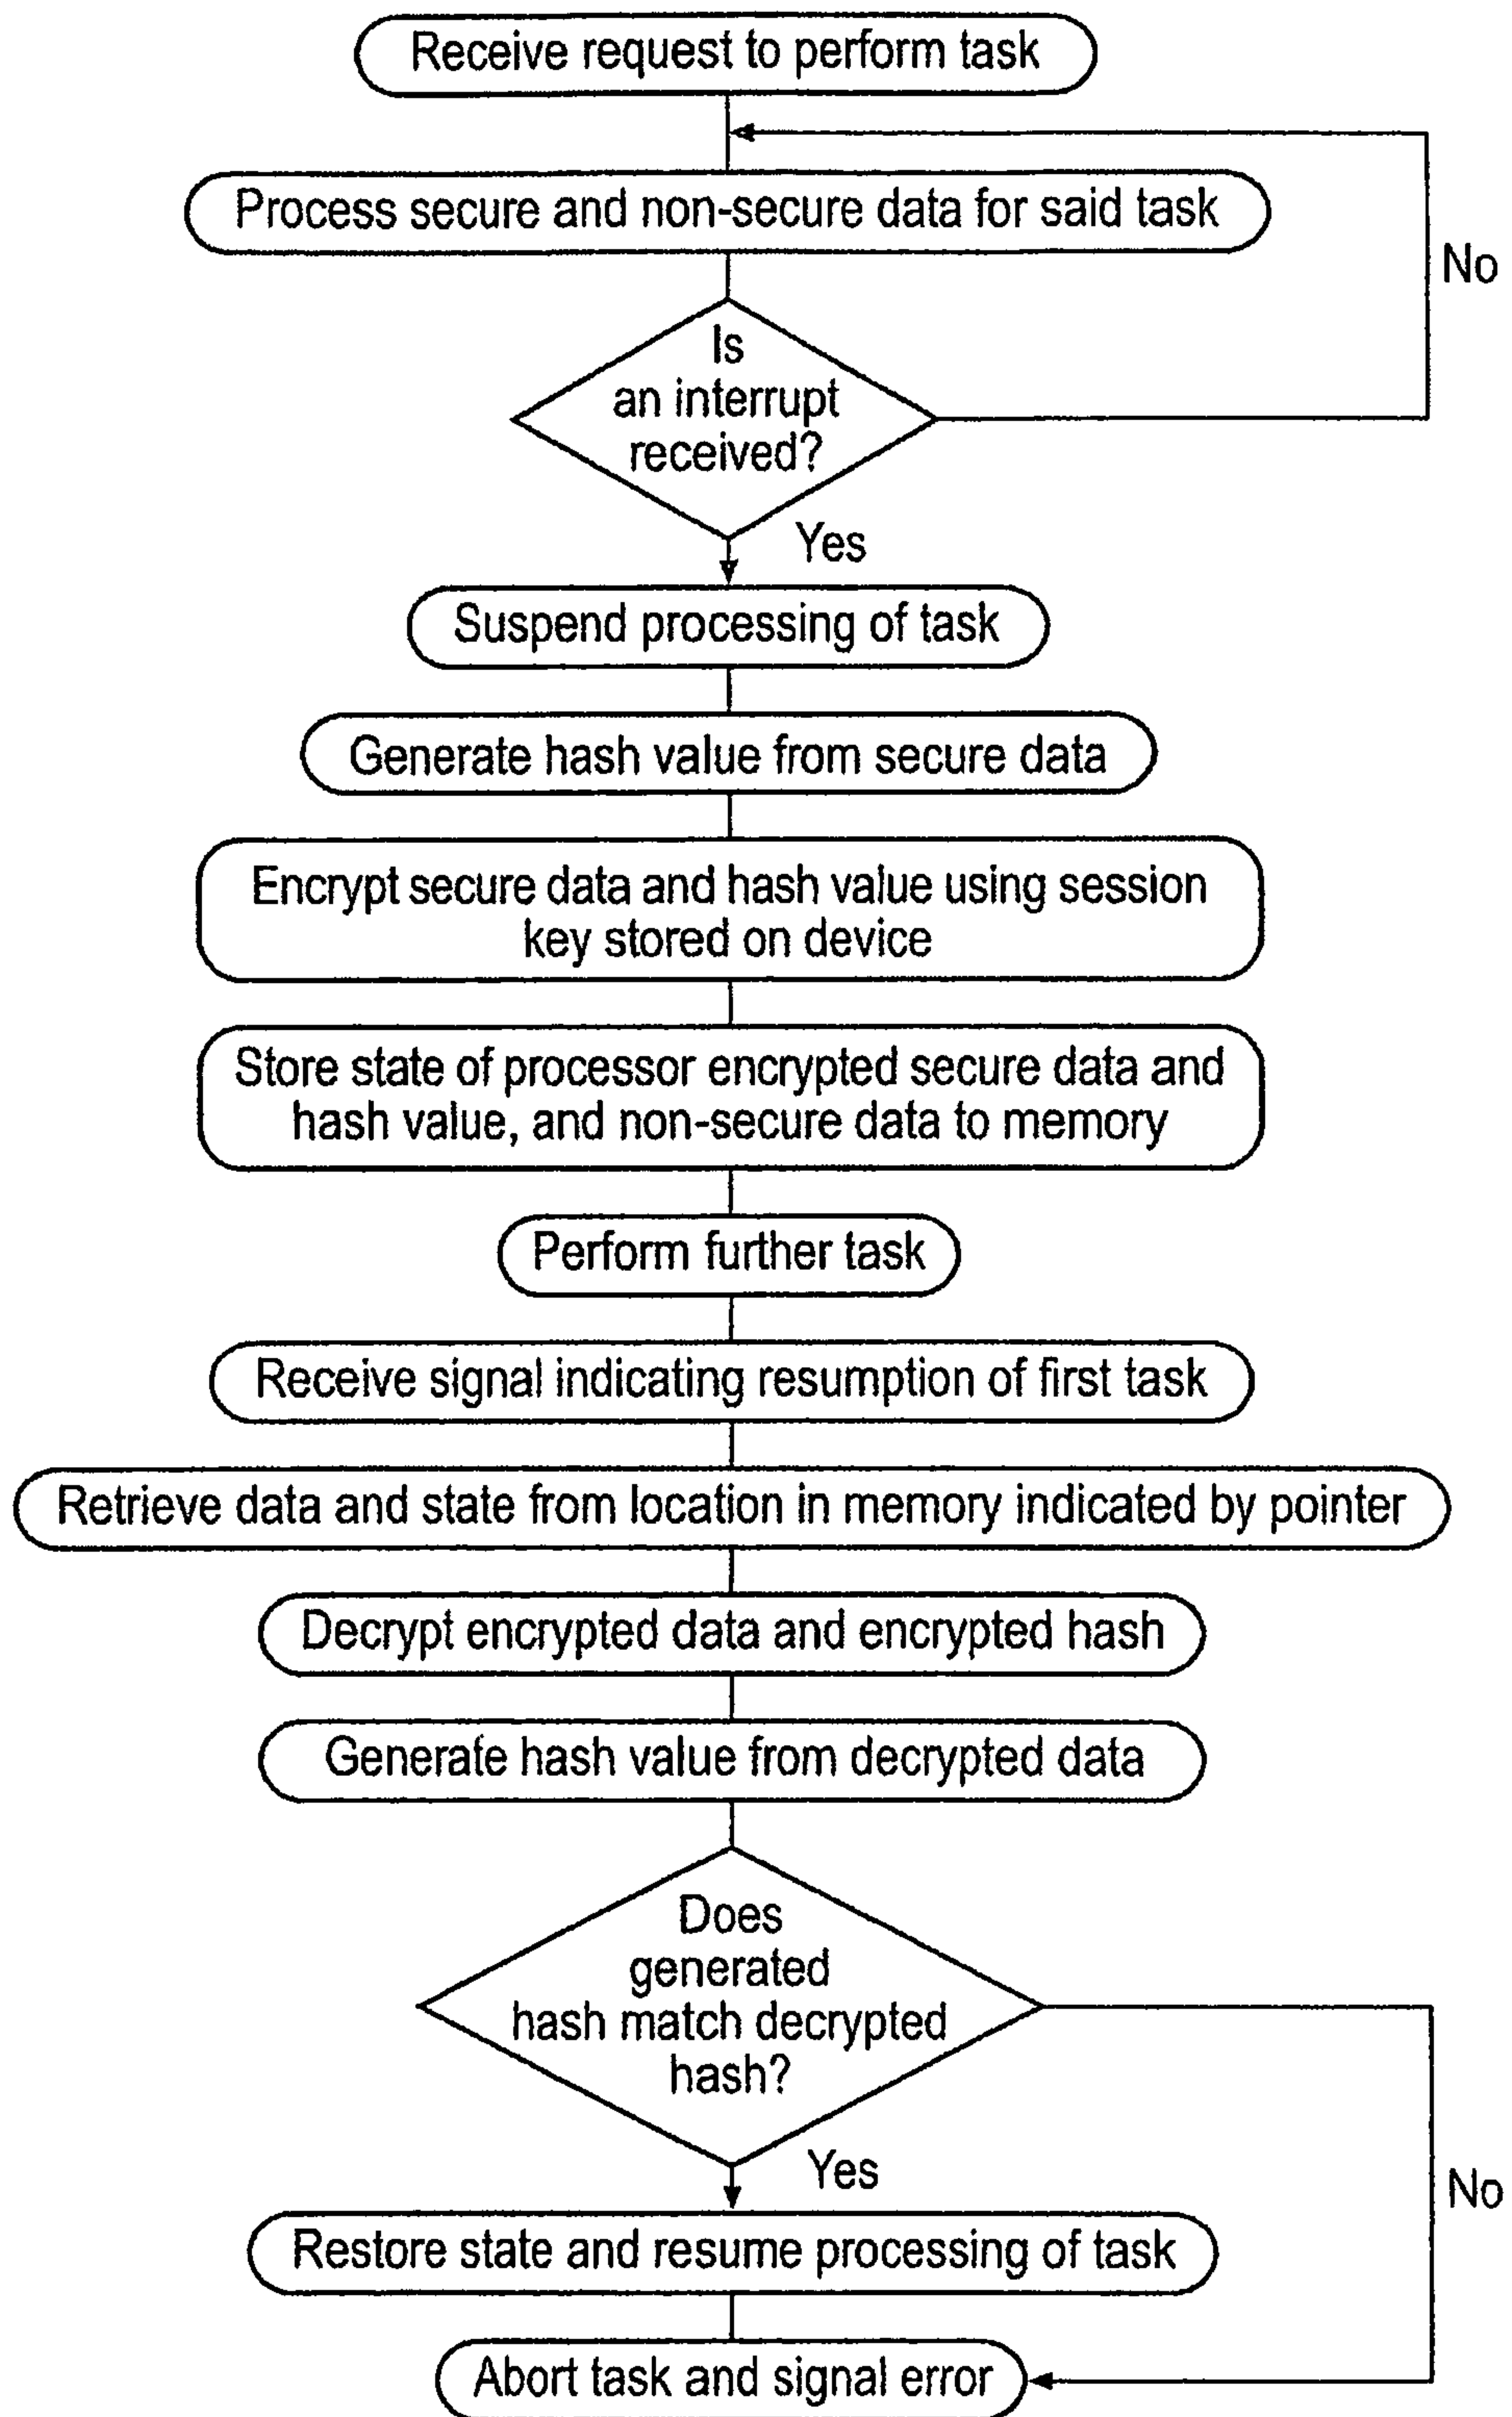 Receive request to perform task
Process secure and non-secure data for said task
No
Is
an interrupt
received?
Yes
Suspend processing of task
Generate hash value from secure data
Encrypt secure data and hash value using session
key stored on device
Store state of processor encrypted secure data and
hash value, and non-secure data to memory
Perform further task
Receive signal indicating resumption of first task
Retrieve data and state from location in memory indicated by pointer
Decrypt encrypted data and encrypted hash
Generate hash value from decrypted data
Does
generated
hash match decrypted
hash?
Yes
No
Restore state and resume processing of task
Abort task and signal error